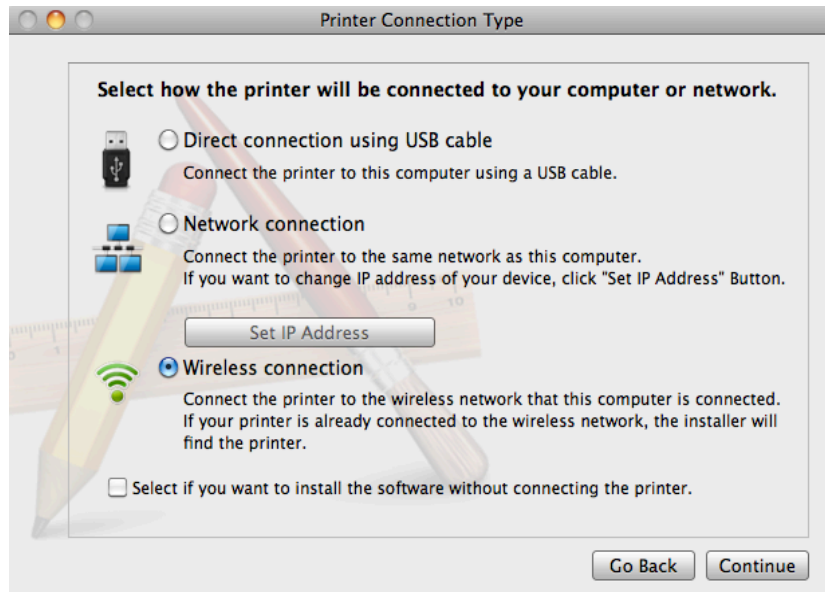 Printer Connection Type
Select how the printer will be connected to your computer or network.
Direct connection using USB cable
Connect the printer to this computer using a USB cable.
Network connection
Connect the printer to the same network as this computer.
If you want to change IP address of your device, click "Set IP Address" Button.
Set IP Address
Wireless connection
Connect the printer to the wireless network that this computer is connected.
If your printer is already connected to the wireless network, the installer will
find the printer.
Select if you want to install the software without connecting the printer.
Go Back
Continue